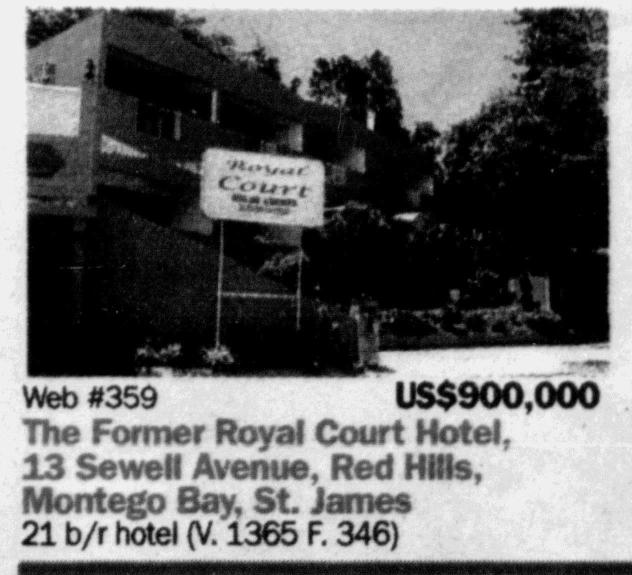 Royal
Court
Web #359 US$900,000
The Former Royal Court Hotel,
13 Sewell Avenue, Red Hills,
Montego Bay, St. James
21 b/r hotel (V. 1365 F. 346)